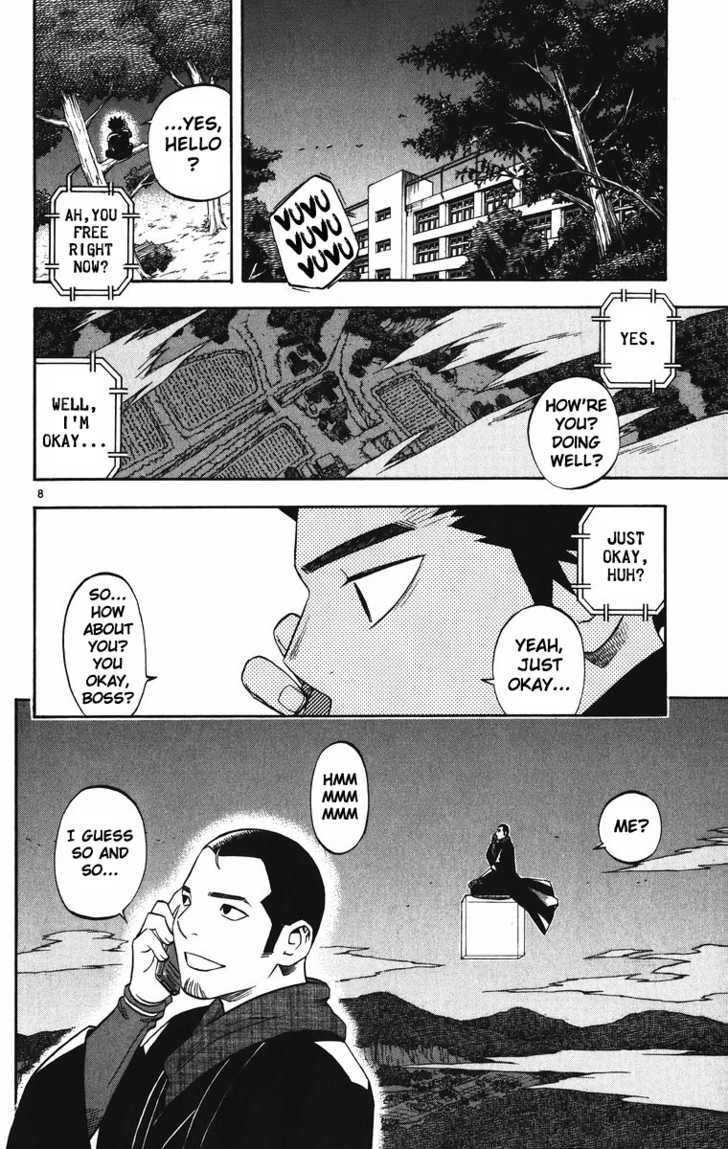 VUVU
VUVU
VUVU
...YES,
HELLO
?
AH, YOU
FREE
RIGHT
NOW?
YES.
HOW'RE
YOU?
DOING
WELL?
WELL,
I'M
OKAY...
8
JUST
OKAY,
HUH?
YEAH,
JUST
OKAY...
SO...
HOW
ABOUT
YOU?
YOU
OKAY,
BOSS?
ME?
HMM
MMM
MMM
I GUESS
SO AND
SO...